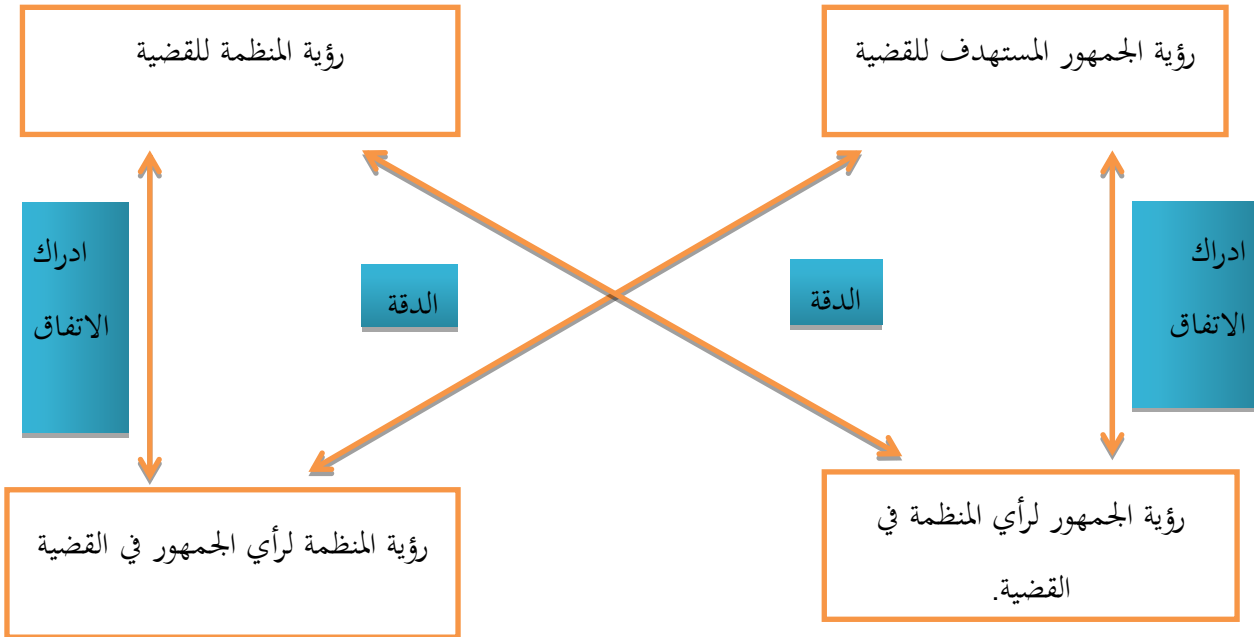 رؤية الجمهور المستهدف للقضية
رؤية المنظمة للقضية
ادراك
الاتفاق
الدقة
الدقة
ادراك
الاتفاق
رؤية الجمهور لرأي المنظمة في
القضية.
رؤية المنظمة لرأي الجمهور في القضية